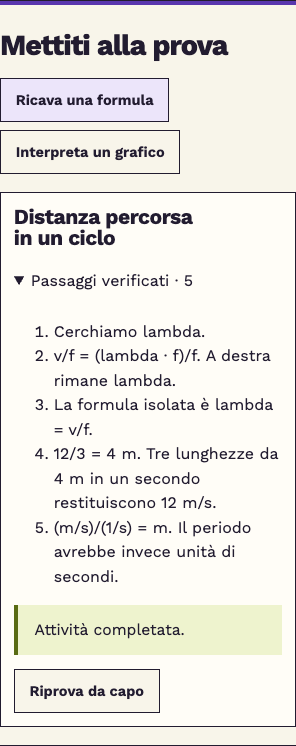 Mettiti alla prova
Ricava una formula
Interpreta un grafico
Distanza percorsa
in un ciclo
▼ Passaggi verificati · 5
1. Cerchiamo lambda.
2. v/f = (lambda · f)/f. A destra
rimane lambda.
3. La formula isolata è lambda
= v/f.
4. 12/3 = 4 m. Tre lunghezze da
4 m in un secondo
restituiscono 12 m/s.
5. (m/s)/(1/s) = m. Il periodo
avrebbe invece unità di
secondi.
Attività completata.
Riprova da capo